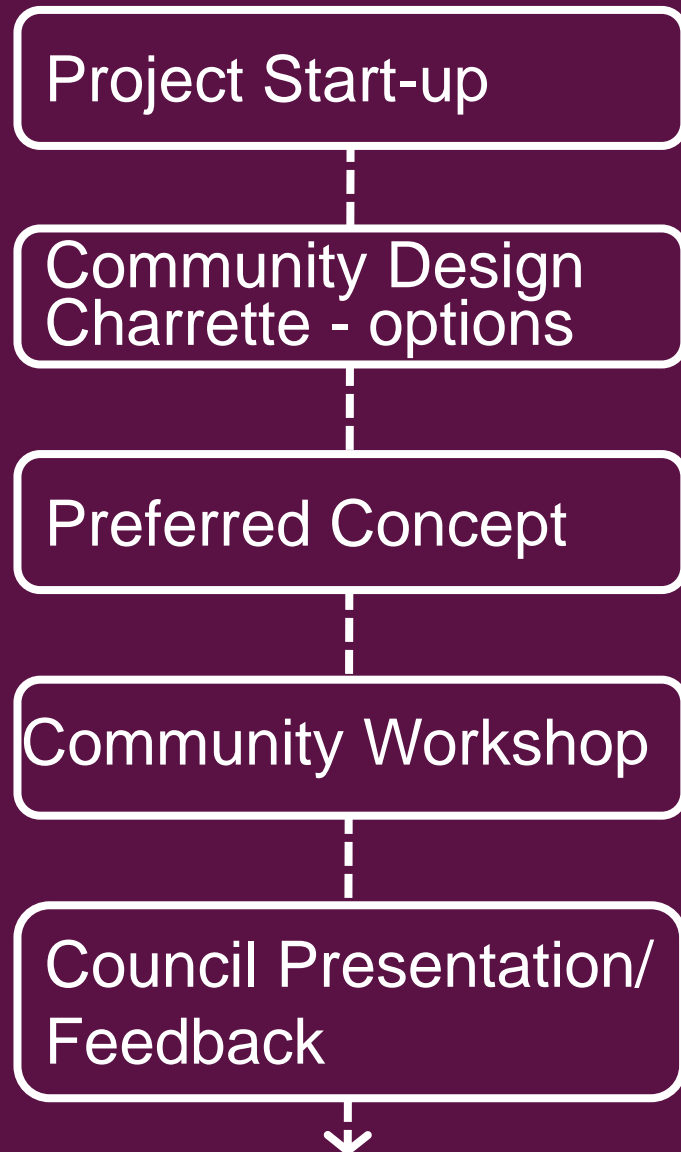 Project Start-up
Community Design
Charrette - options
Preferred Concept
Community Workshop
Council Presentation/
Feedback